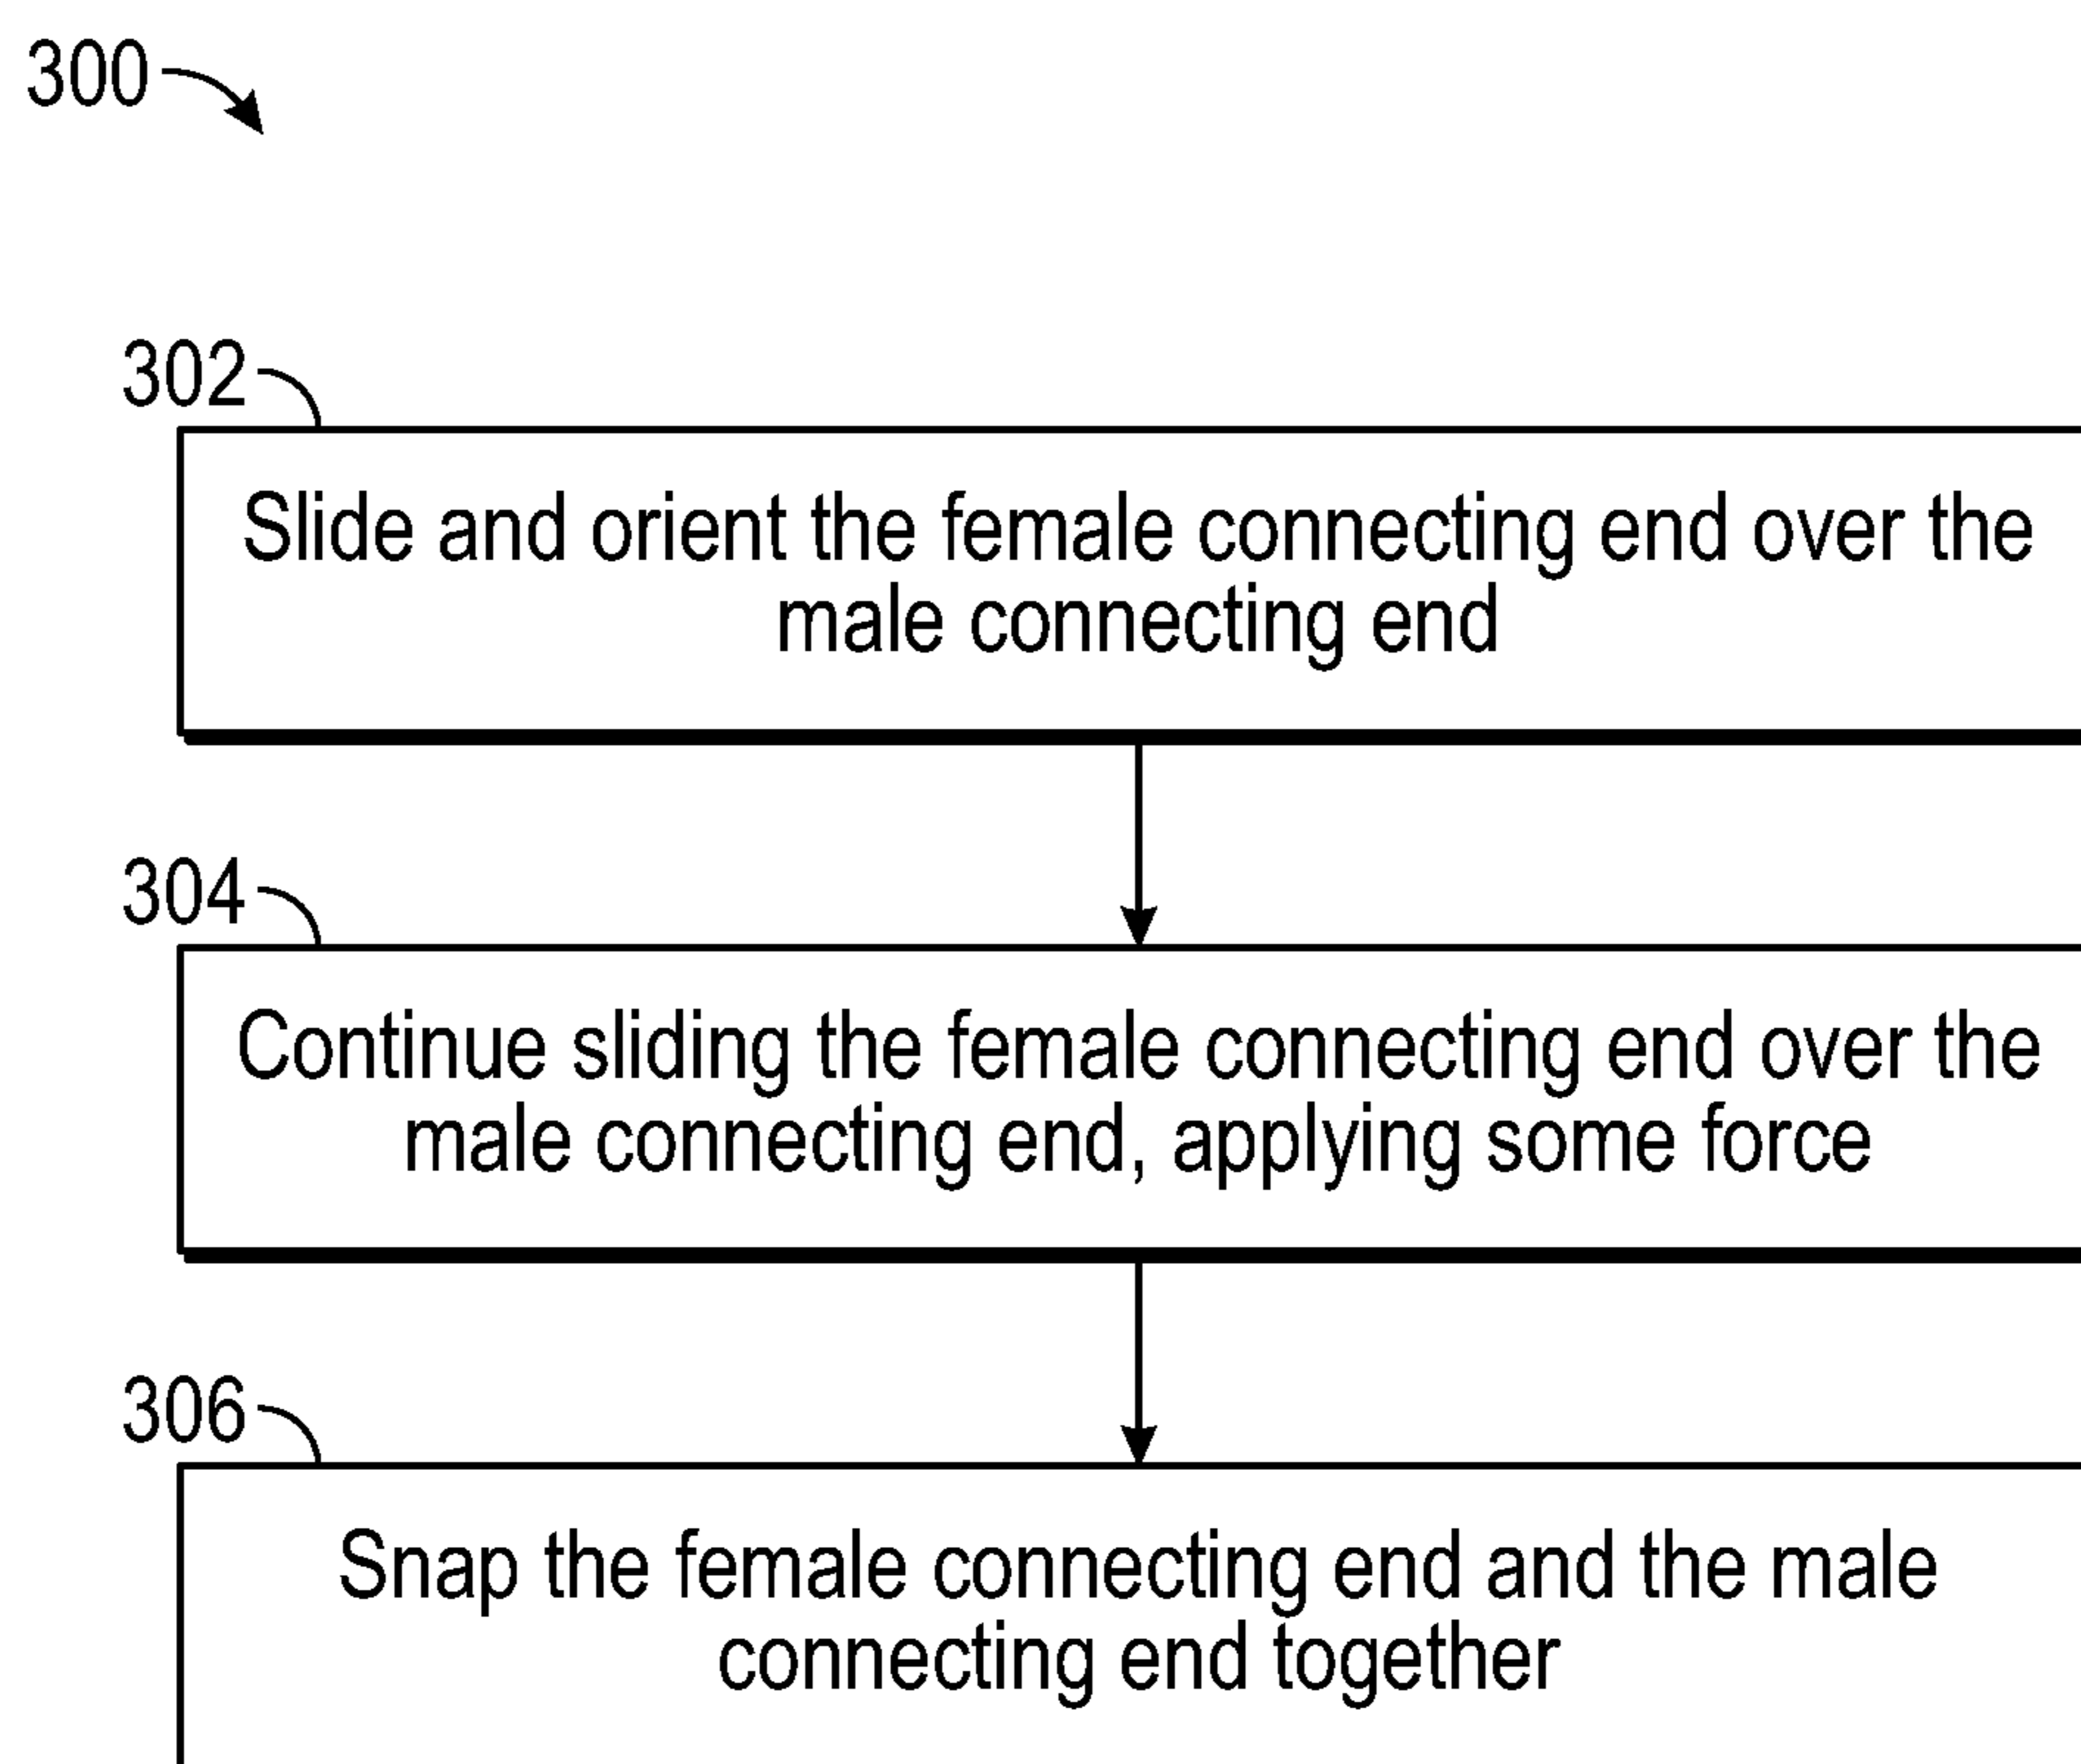 300
302
Slide and orient the female connecting end over the
male connecting end
304
Continue sliding the female connecting end over the
male connecting end, applying some force
306
Snap the female connecting end and the male
connecting end together